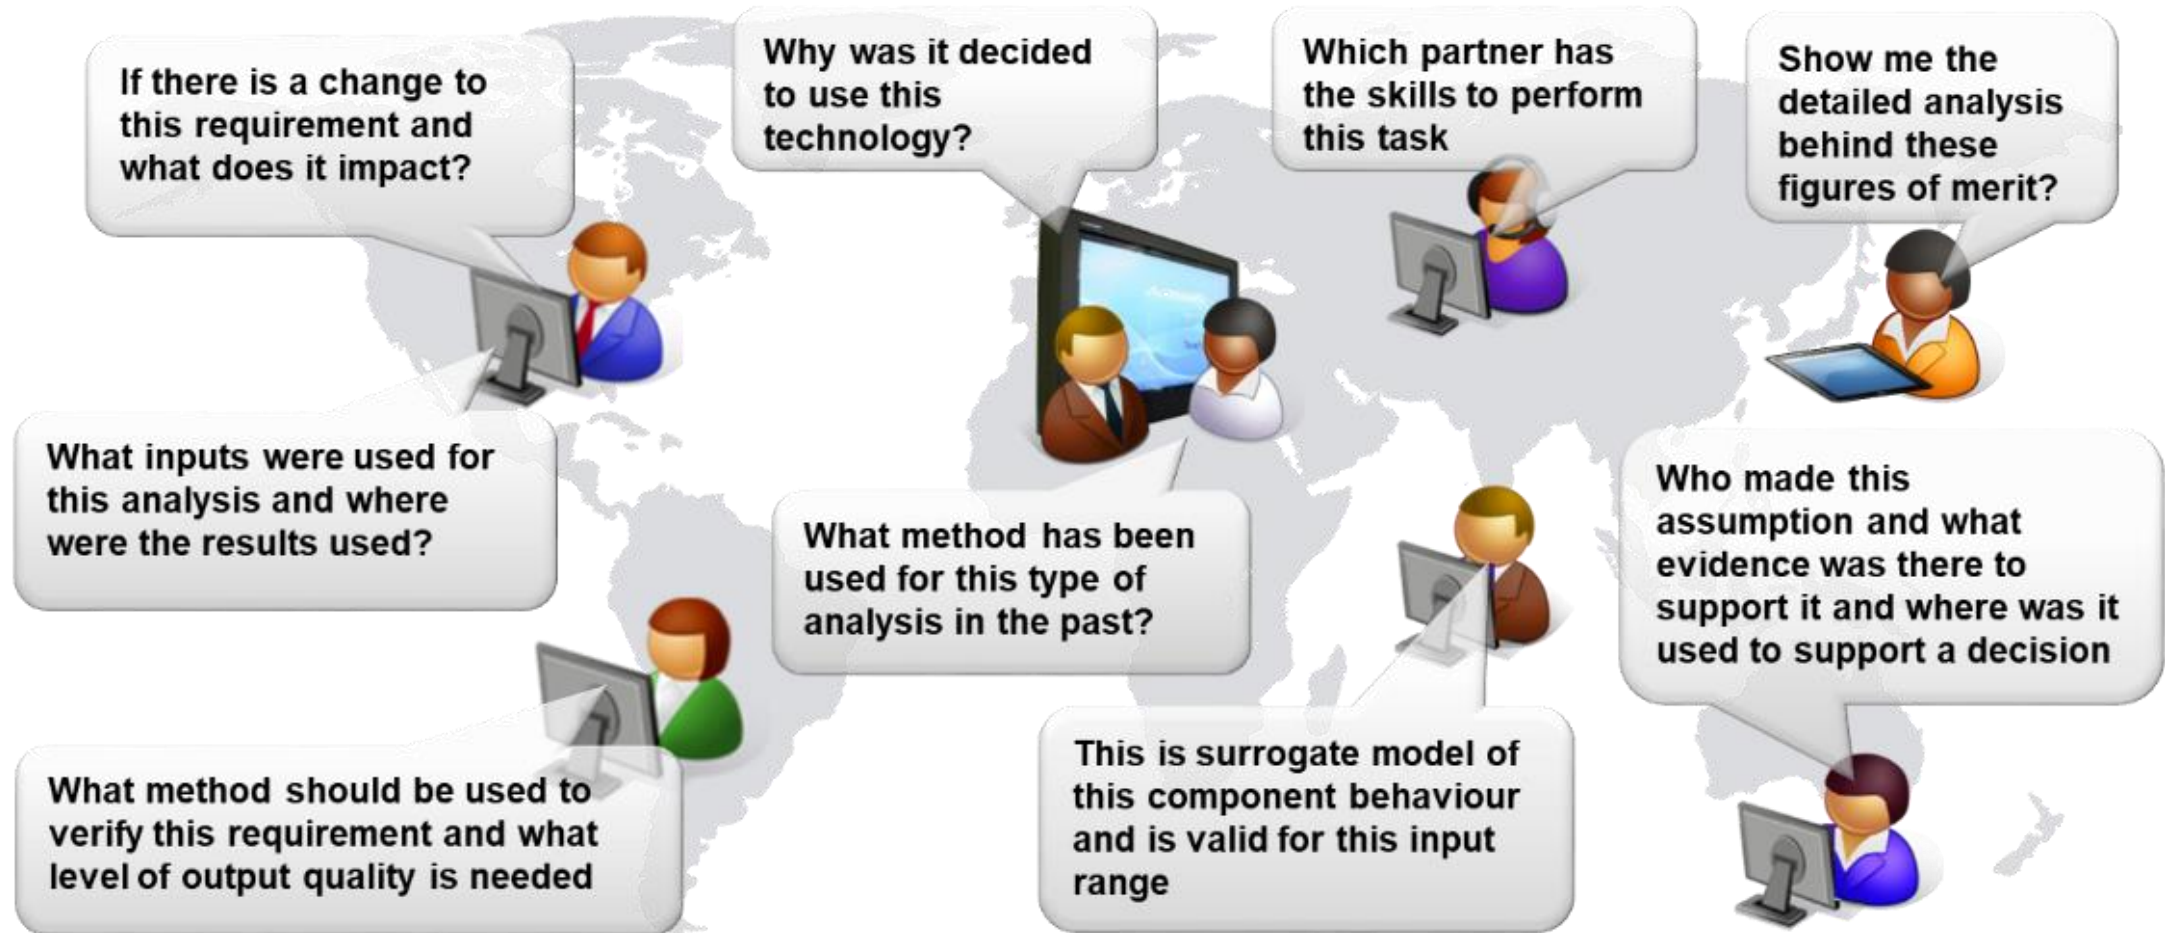 If there is a change to
this requirement and
what does it impact?
Why was it decided
to use this
technology?
Which partner has
the skills to perform
this task
Show me the
detailed analysis
behind these
figures of merit?
What inputs were used for
this analysis and where
were the results used?
What method has been
used for this type of
analysis in the past?
Who made this
assumption and what
evidence was there to
support it and where was it
used to support a decision
What method should be used to
verify this requirement and what
level of output quality is needed
This is surrogate model of
this component behaviour
and is valid for this input
range